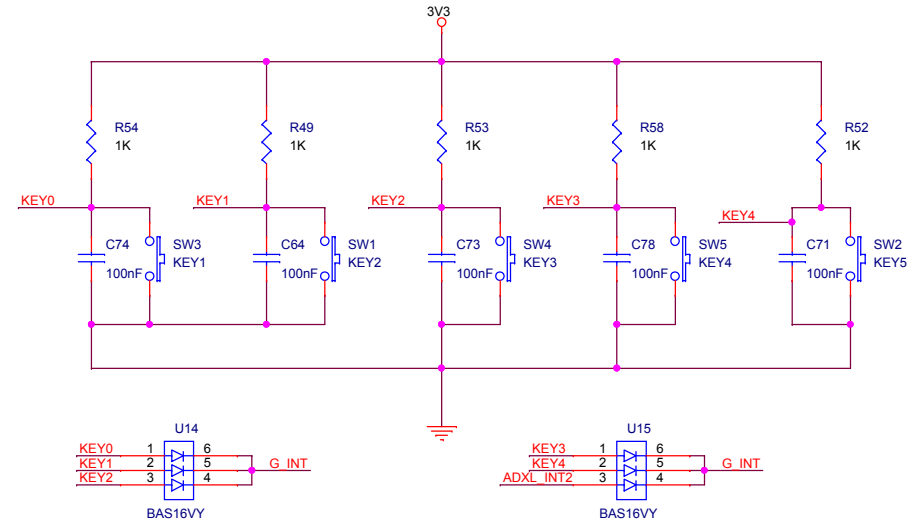 3V3
R54
1K
R49
1K
R53
1K
R58
1K
R52
1K
KEY0
KEY1
KEY2
KEY3
KEY4
C74
100nF
SW3
KEY1
C64
100nF
SW1
KEY2
C73
100nF
SW4
KEY3
C78
100nF
SW5
KEY4
C71
100nF
SW2
KEY5
U14
KEY0 1 6
KEY1 2 5 G_INT
KEY2 3 4
BAS16VY
U15
KEY3 1 6
KEY4 2 5 G_INT
ADXL_INT2 3 4
BAS16VY